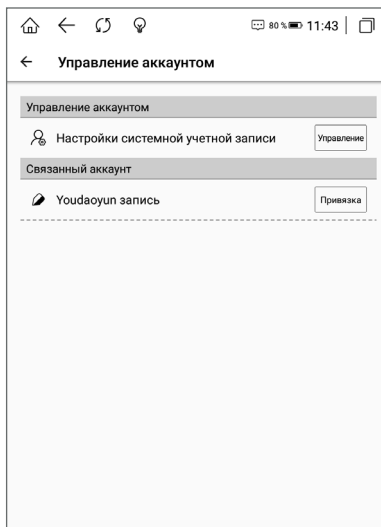 80 % 11:43
Управление аккаунтом
Управление аккаунтом
Настройки системной учетной записи
Управление
Связанный аккаунт
Youdaoyun запись
Привязка